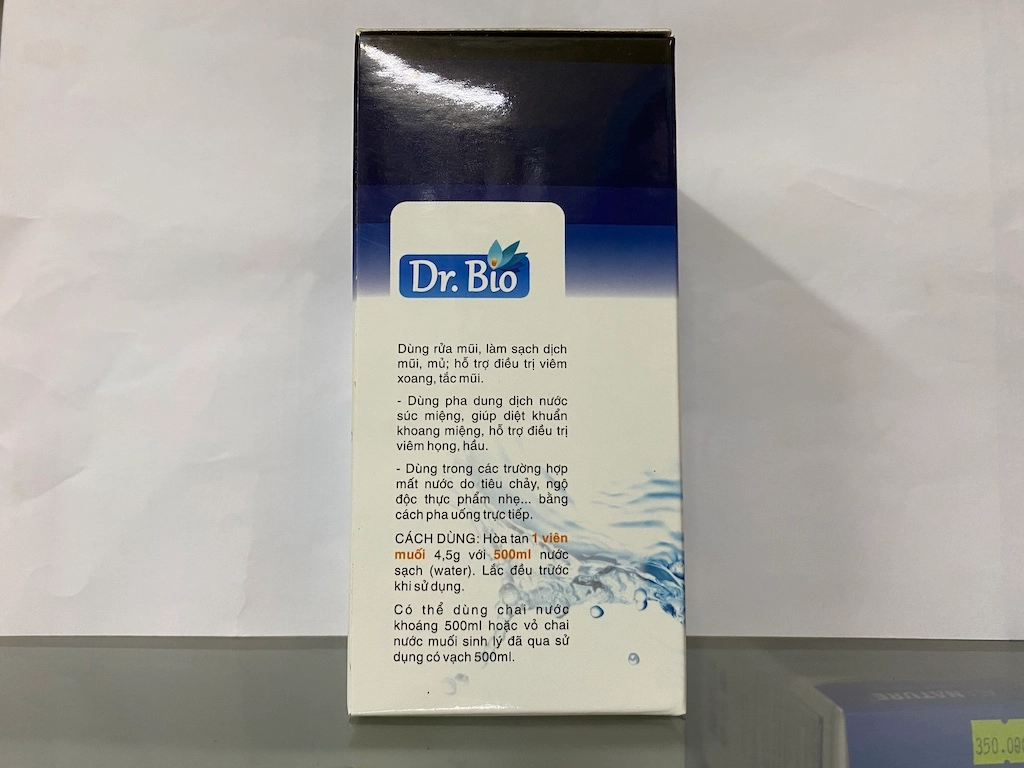 Dr. Bio
Dùng rửa mũi, làm sạch dịch
mũi, mủ; hỗ trợ điều trị viêm
xoang, tắc mũi.
- Dùng pha dung dịch nước
súc miệng, giúp diệt khuẩn
khoang miệng, hỗ trợ điều trị
viêm họng, hầu.
- Dùng trong các trường hợp
mất nước do tiêu chảy, ngộ
độc thực phẩm nhẹ... bằng
cách pha uống trực tiếp.
CÁCH DÙNG: Hòa tan 1 viên
muối 4,5g với 500ml nước
sạch (water). Lắc đều trước
khi sử dụng.
Có thể dùng chai nước
khoáng 500ml hoặc vỏ chai
nước muối sinh lý đã qua sử
dụng có vạch 500ml.
NATURE